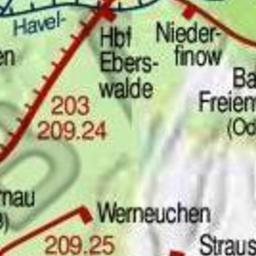 Havel-
Hbf
Ebers-
walde
Nieder-
finow
en
Ba
Freien
(Od
203
209.24
rnau
Werneuchen
209.25
Straus